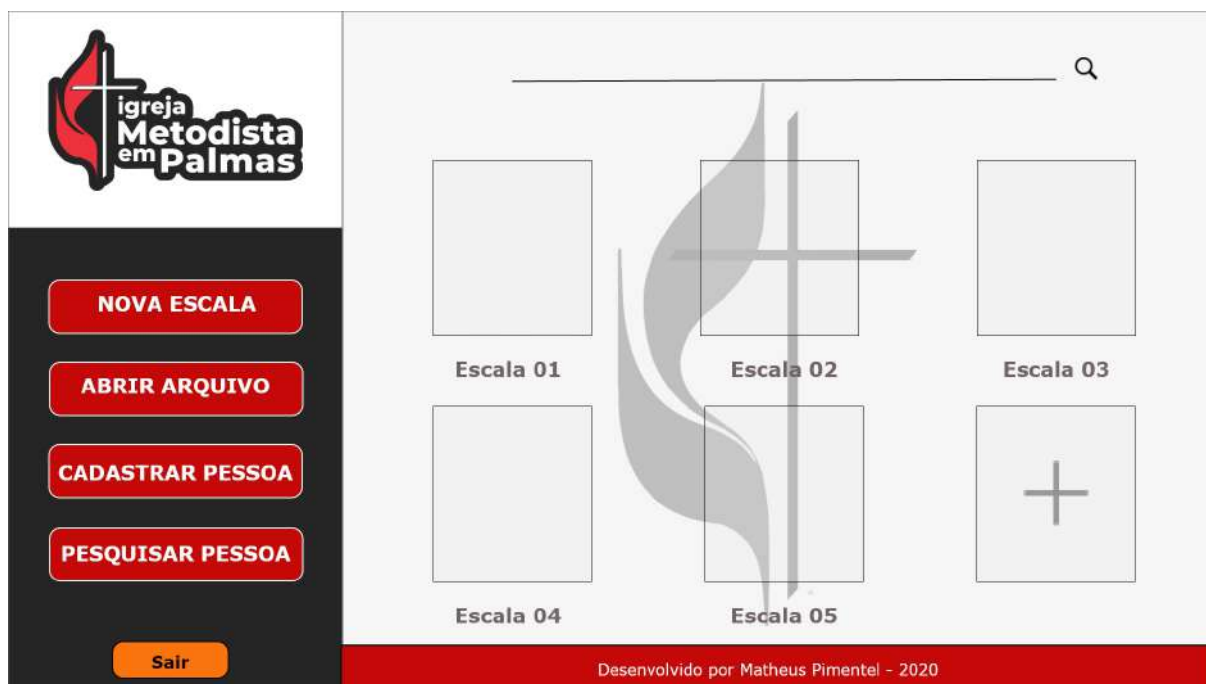 igreja
Metodista
em Palmas
NOVA ESCALA
ABRIR ARQUIVO
CADASTRAR PESSOA
PESQUISAR PESSOA
Sair
Escala 01
Escala 02
Escala 03
Escala 04
Escala 05
Desenvolvido por Matheus Pimentel - 2020